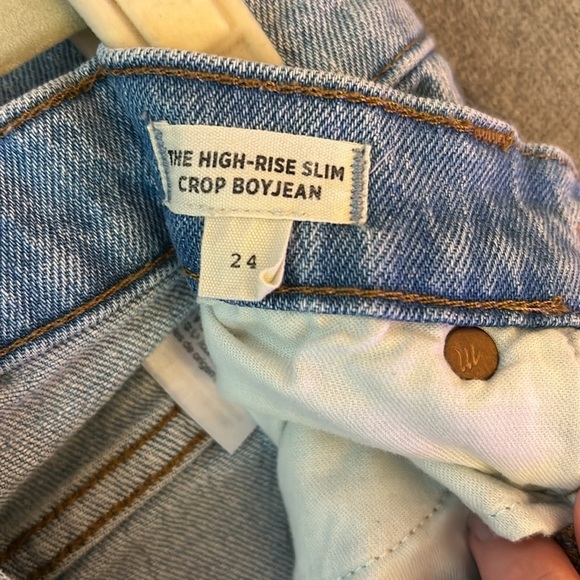 THE HIGH-RISE SLIM
CROP BOYJEAN
24
m